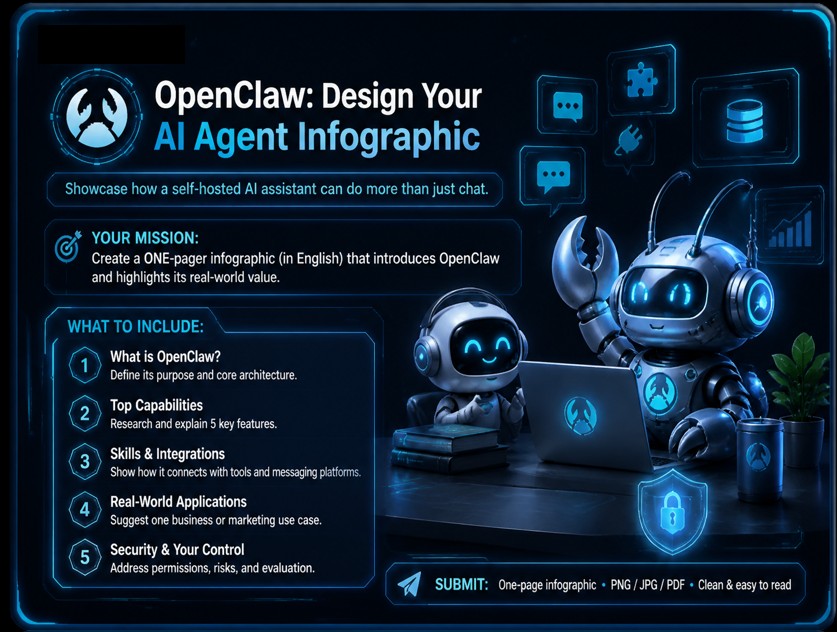 OpenClaw: Design Your
AI Agent Infographic
Showcase how a self-hosted AI assistant can do more than just chat.
YOUR MISSION:
Create a ONE-pager infographic (in English) that introduces OpenClaw
and highlights its real-world value.
WHAT TO INCLUDE:
1
What is OpenClaw?
Define its purpose and core architecture.
2
Top Capabilities
Research and explain 5 key features.
3
Skills & Integrations
Show how it connects with tools and messaging platforms.
4
Real-World Applications
Suggest one business or marketing use case.
5
Security & Your Control
Address permissions, risks, and evaluation.
SUBMIT: One-page infographic • PNG / JPG / PDF • Clean & easy to read